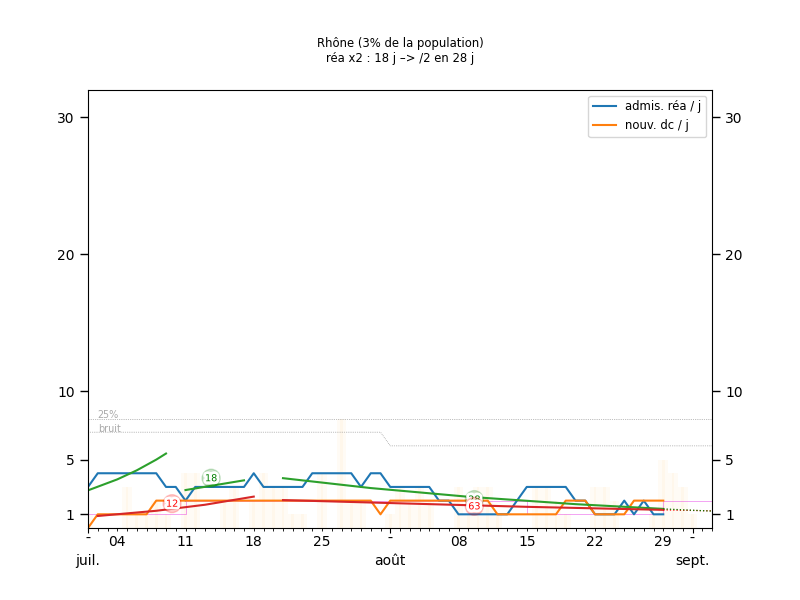 Rhône (3% de la population)
réa x2 : 18 j –> /2 en 28 j
admis. réa / j
nouv. dc / j
30
30
20
20
10
10
25%
bruit
5
5
18
12
28
63
1
1
- 04 11 18 25 - 08 15 22 29 -
juil. août sept.